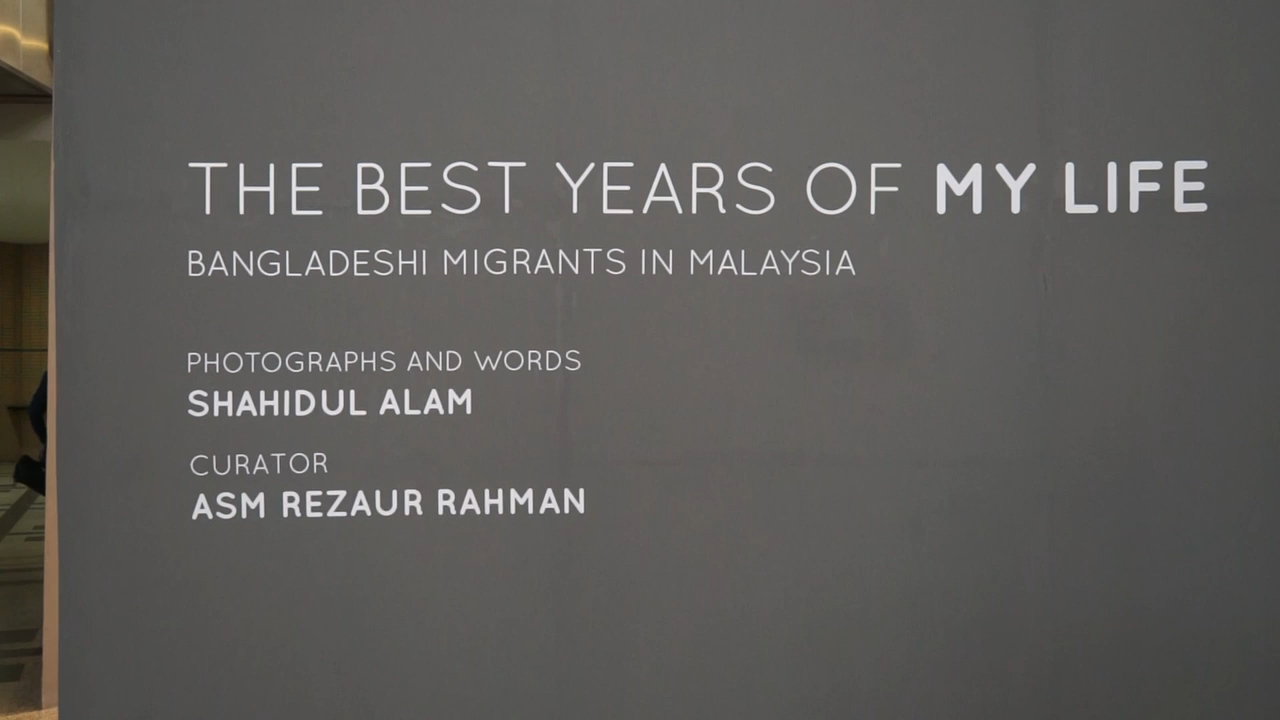 THE BEST YEARS OF MY LIFE
BANGLADESHI MIGRANTS IN MALAYSIA
PHOTOGRAPHS AND WORDS
SHAHIDUL ALAM
CURATOR
ASM REZAUR RAHMAN